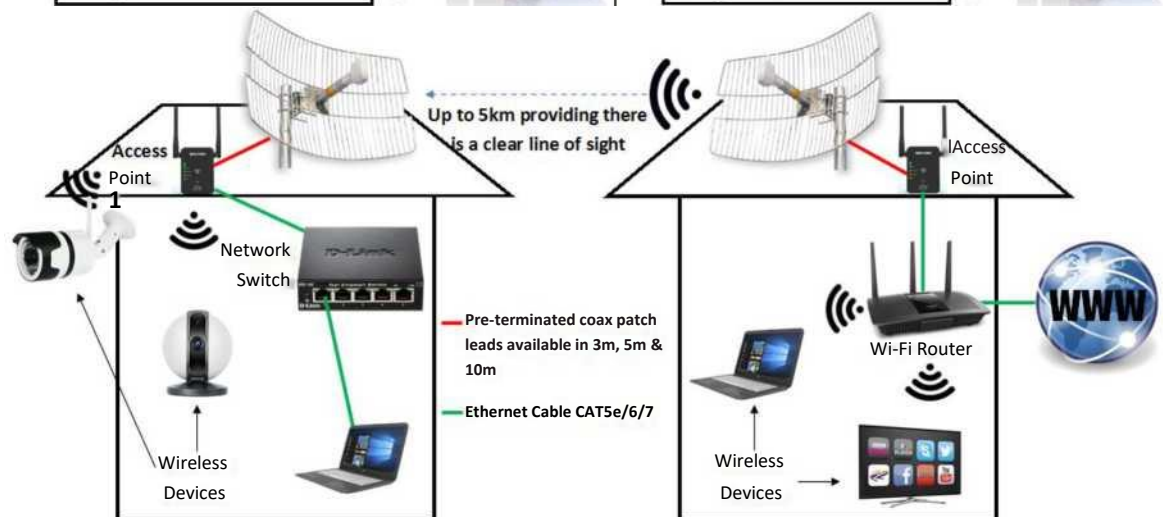 Up to 5km providing there
is a clear line of sight
Access
Point
1
lAccess
Point
Network
Switch
D-Link
Pre-terminated coax patch
leads available in 3m, 5m &
10m
Ethernet Cable CAT5e/6/7
Wi-Fi Router
WWW
Wireless
Devices
Wireless
Devices